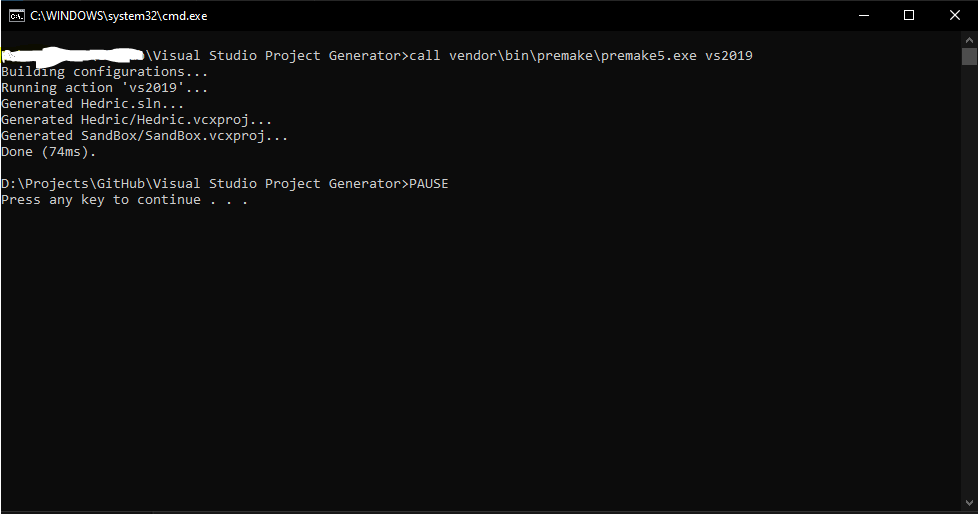 C:\WINDOWS\system32\cmd.exe
\Visual Studio Project Generator>call vendor\bin\premake\premake5.exe vs2019
Building configurations...
Running action 'vs2019'...
Generated Hedric.sln...
Generated Hedric/Hedric.vcxproj...
Generated SandBox/SandBox.vcxproj...
Done (74ms).
D:\Projects\GitHub\Visual Studio Project Generator>PAUSE
Press any key to continue . . .